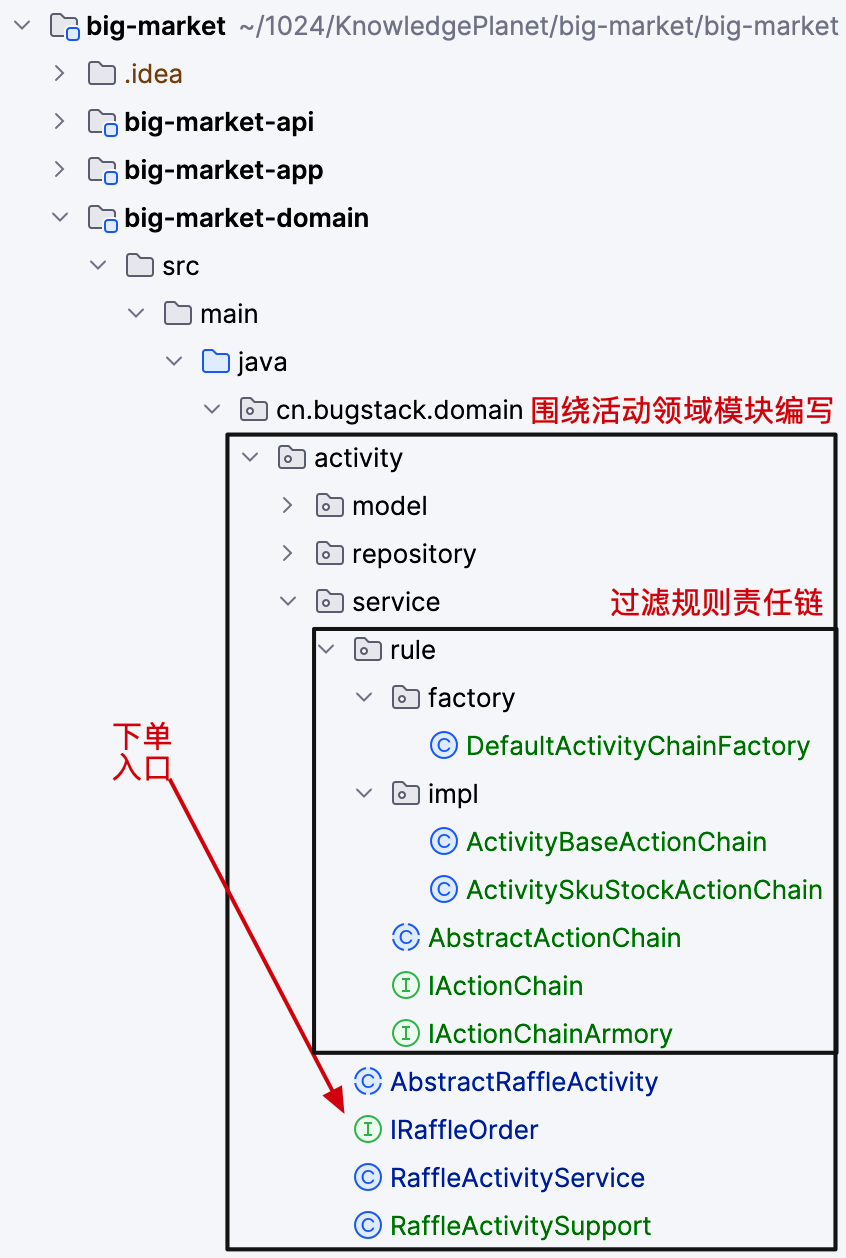 big-market ~/1024/KnowledgePlanet/big-market/big-market
.idea
big-market-api
big-market-app
big-market-domain
src
main
java
cn.bugstack.domain 围绕活动领域模块编写
activity
model
repository
service 过滤规则责任链
rule
factory
DefaultActivityChainFactory
下单
入口
impl
ActivityBaseActionChain
ActivitySkuStockActionChain
AbstractActionChain
IActionChain
IActionChainArmory
AbstractRaffleActivity
IRaffleOrder
RaffleActivityService
RaffleActivitySupport